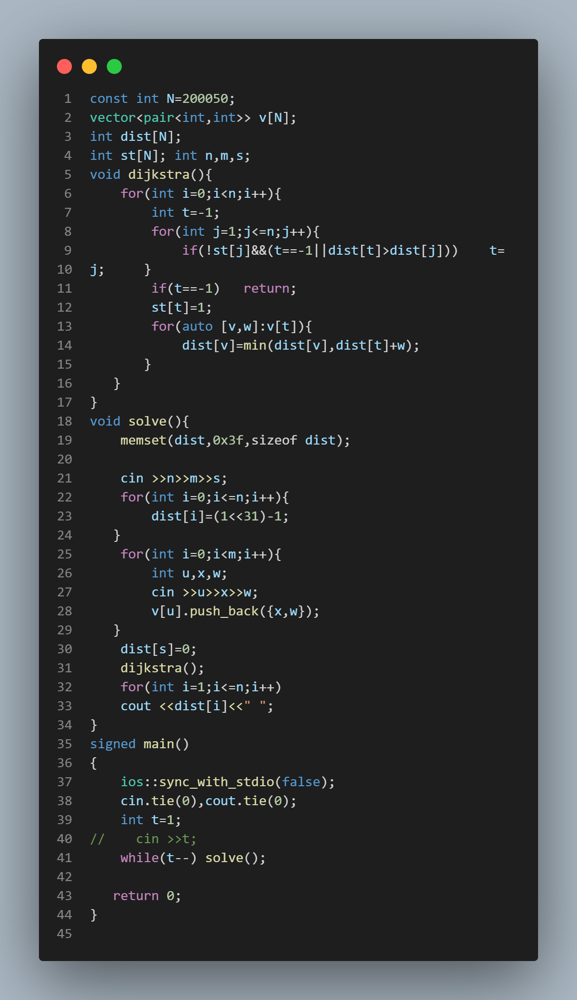 1 const int N=200050;
2 vector<pair<int,int>> v[N];
3 int dist[N];
4 int st[N]; int n,m,s;
5 void dijkstra(){
6     for(int i=0;i<n;i++){
7         int t=-1;
8         for(int j=1;j<=n;j++){
9             if(!st[j]&&(t==-1||dist[t]>dist[j]))    t=
10 j;     }
11         if(t==-1)   return;
12         st[t]=1;
13         for(auto [v,w]:v[t]){
14             dist[v]=min(dist[v],dist[t]+w);
15        }
16    }
17 }
18 void solve(){
19     memset(dist,0x3f,sizeof dist);
20
21     cin >>n>>m>>s;
22     for(int i=0;i<=n;i++){
23         dist[i]=(1<<31)-1;
24    }
25     for(int i=0;i<m;i++){
26         int u,x,w;
27         cin >>u>>x>>w;
28         v[u].push_back({x,w});
29    }
30     dist[s]=0;
31     dijkstra();
32     for(int i=1;i<=n;i++)
33     cout <<dist[i]<<" ";
34 }
35 signed main()
36 {
37     ios::sync_with_stdio(false);
38     cin.tie(0),cout.tie(0);
39     int t=1;
40 //    cin >>t;
41     while(t--) solve();
42
43    return 0;
44 }
45